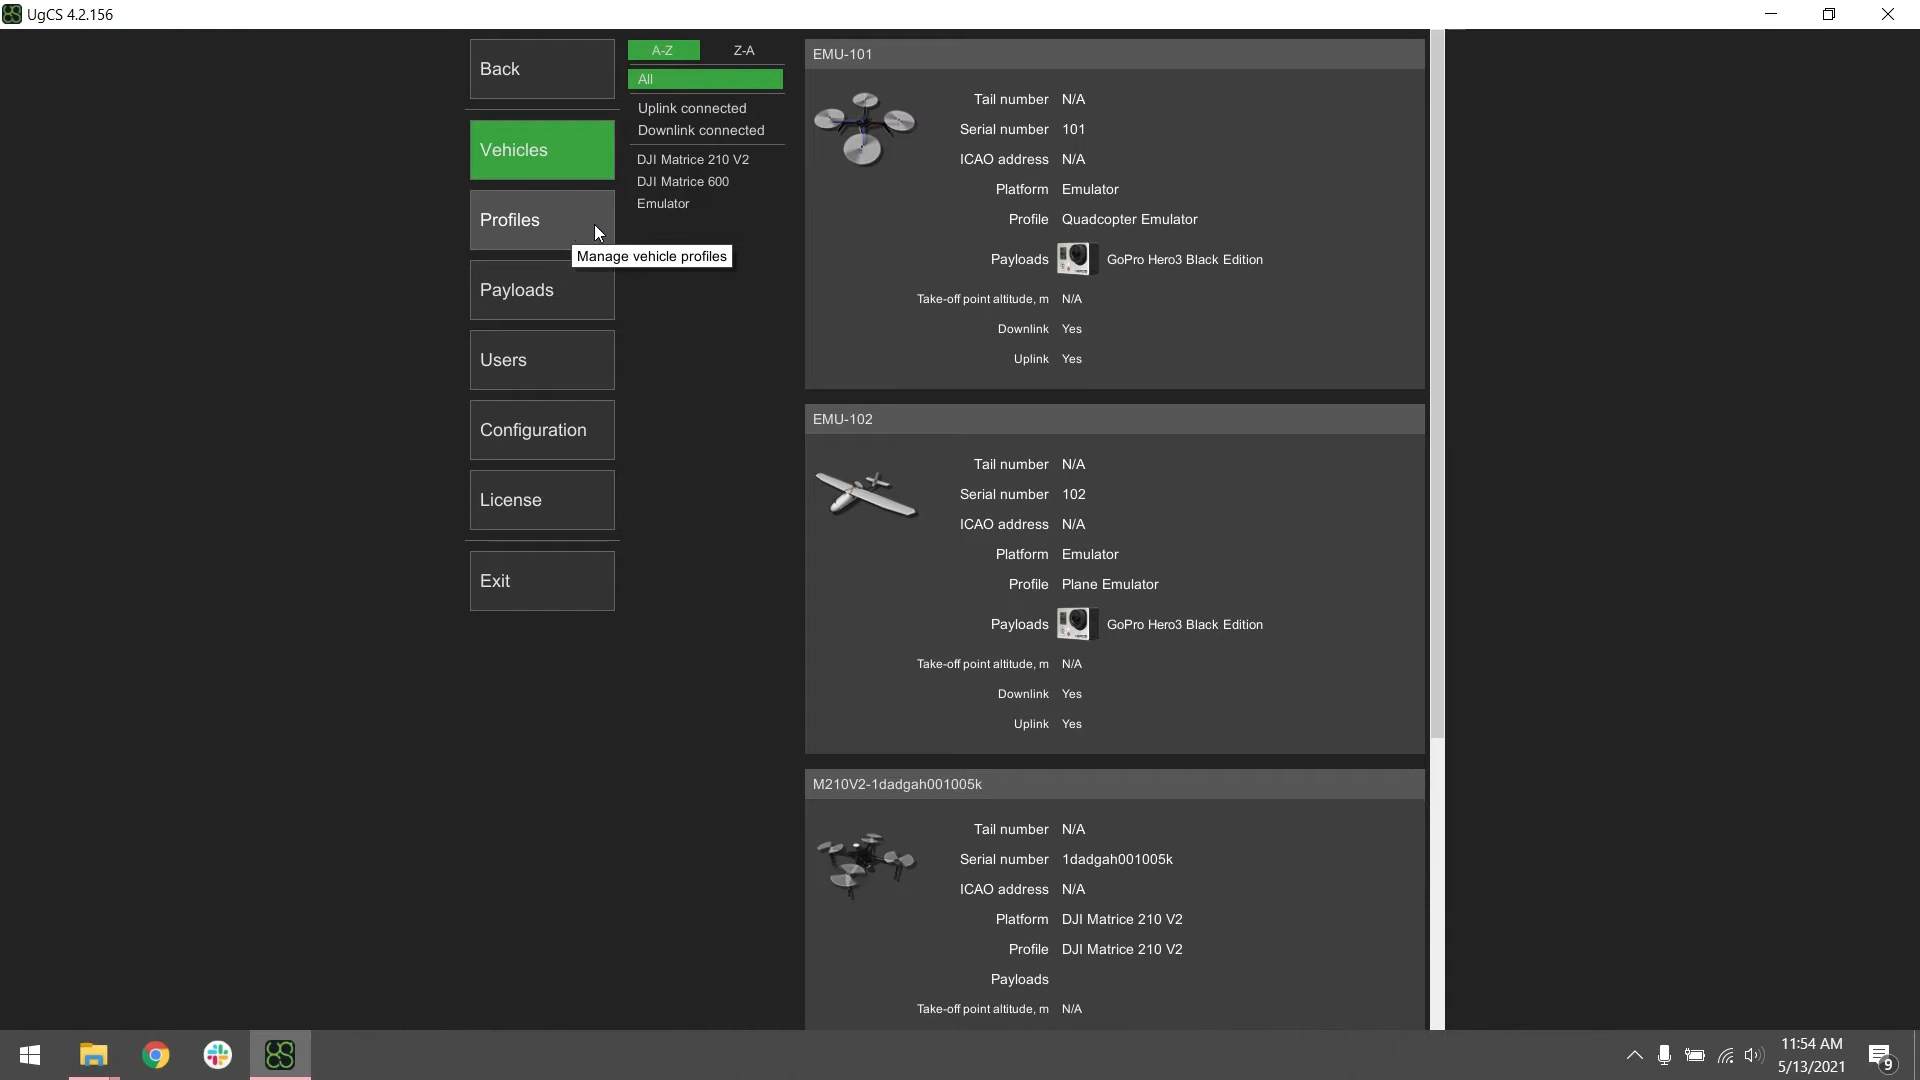 UgCS 4.2.156
Back
Vehicles
Profiles
Manage vehicle profiles
Payloads
Users
Configuration
License
Exit
A-Z Z-A
All
Uplink connected
Downlink connected
DJI Matrice 210 V2
DJI Matrice 600
Emulator
EMU-101
Tail number N/A
Serial number 101
ICAO address N/A
Platform Emulator
Profile Quadcopter Emulator
Payloads GoPro Hero3 Black Edition
Take-off point altitude, m N/A
Downlink Yes
Uplink Yes
EMU-102
Tail number N/A
Serial number 102
ICAO address N/A
Platform Emulator
Profile Plane Emulator
Payloads GoPro Hero3 Black Edition
Take-off point altitude, m N/A
Downlink Yes
Uplink Yes
M210V2-1dadgah001005k
Tail number N/A
Serial number 1dadgah001005k
ICAO address N/A
Platform DJI Matrice 210 V2
Profile DJI Matrice 210 V2
Payloads
Take-off point altitude, m N/A
11:54 AM
5/13/2021
9